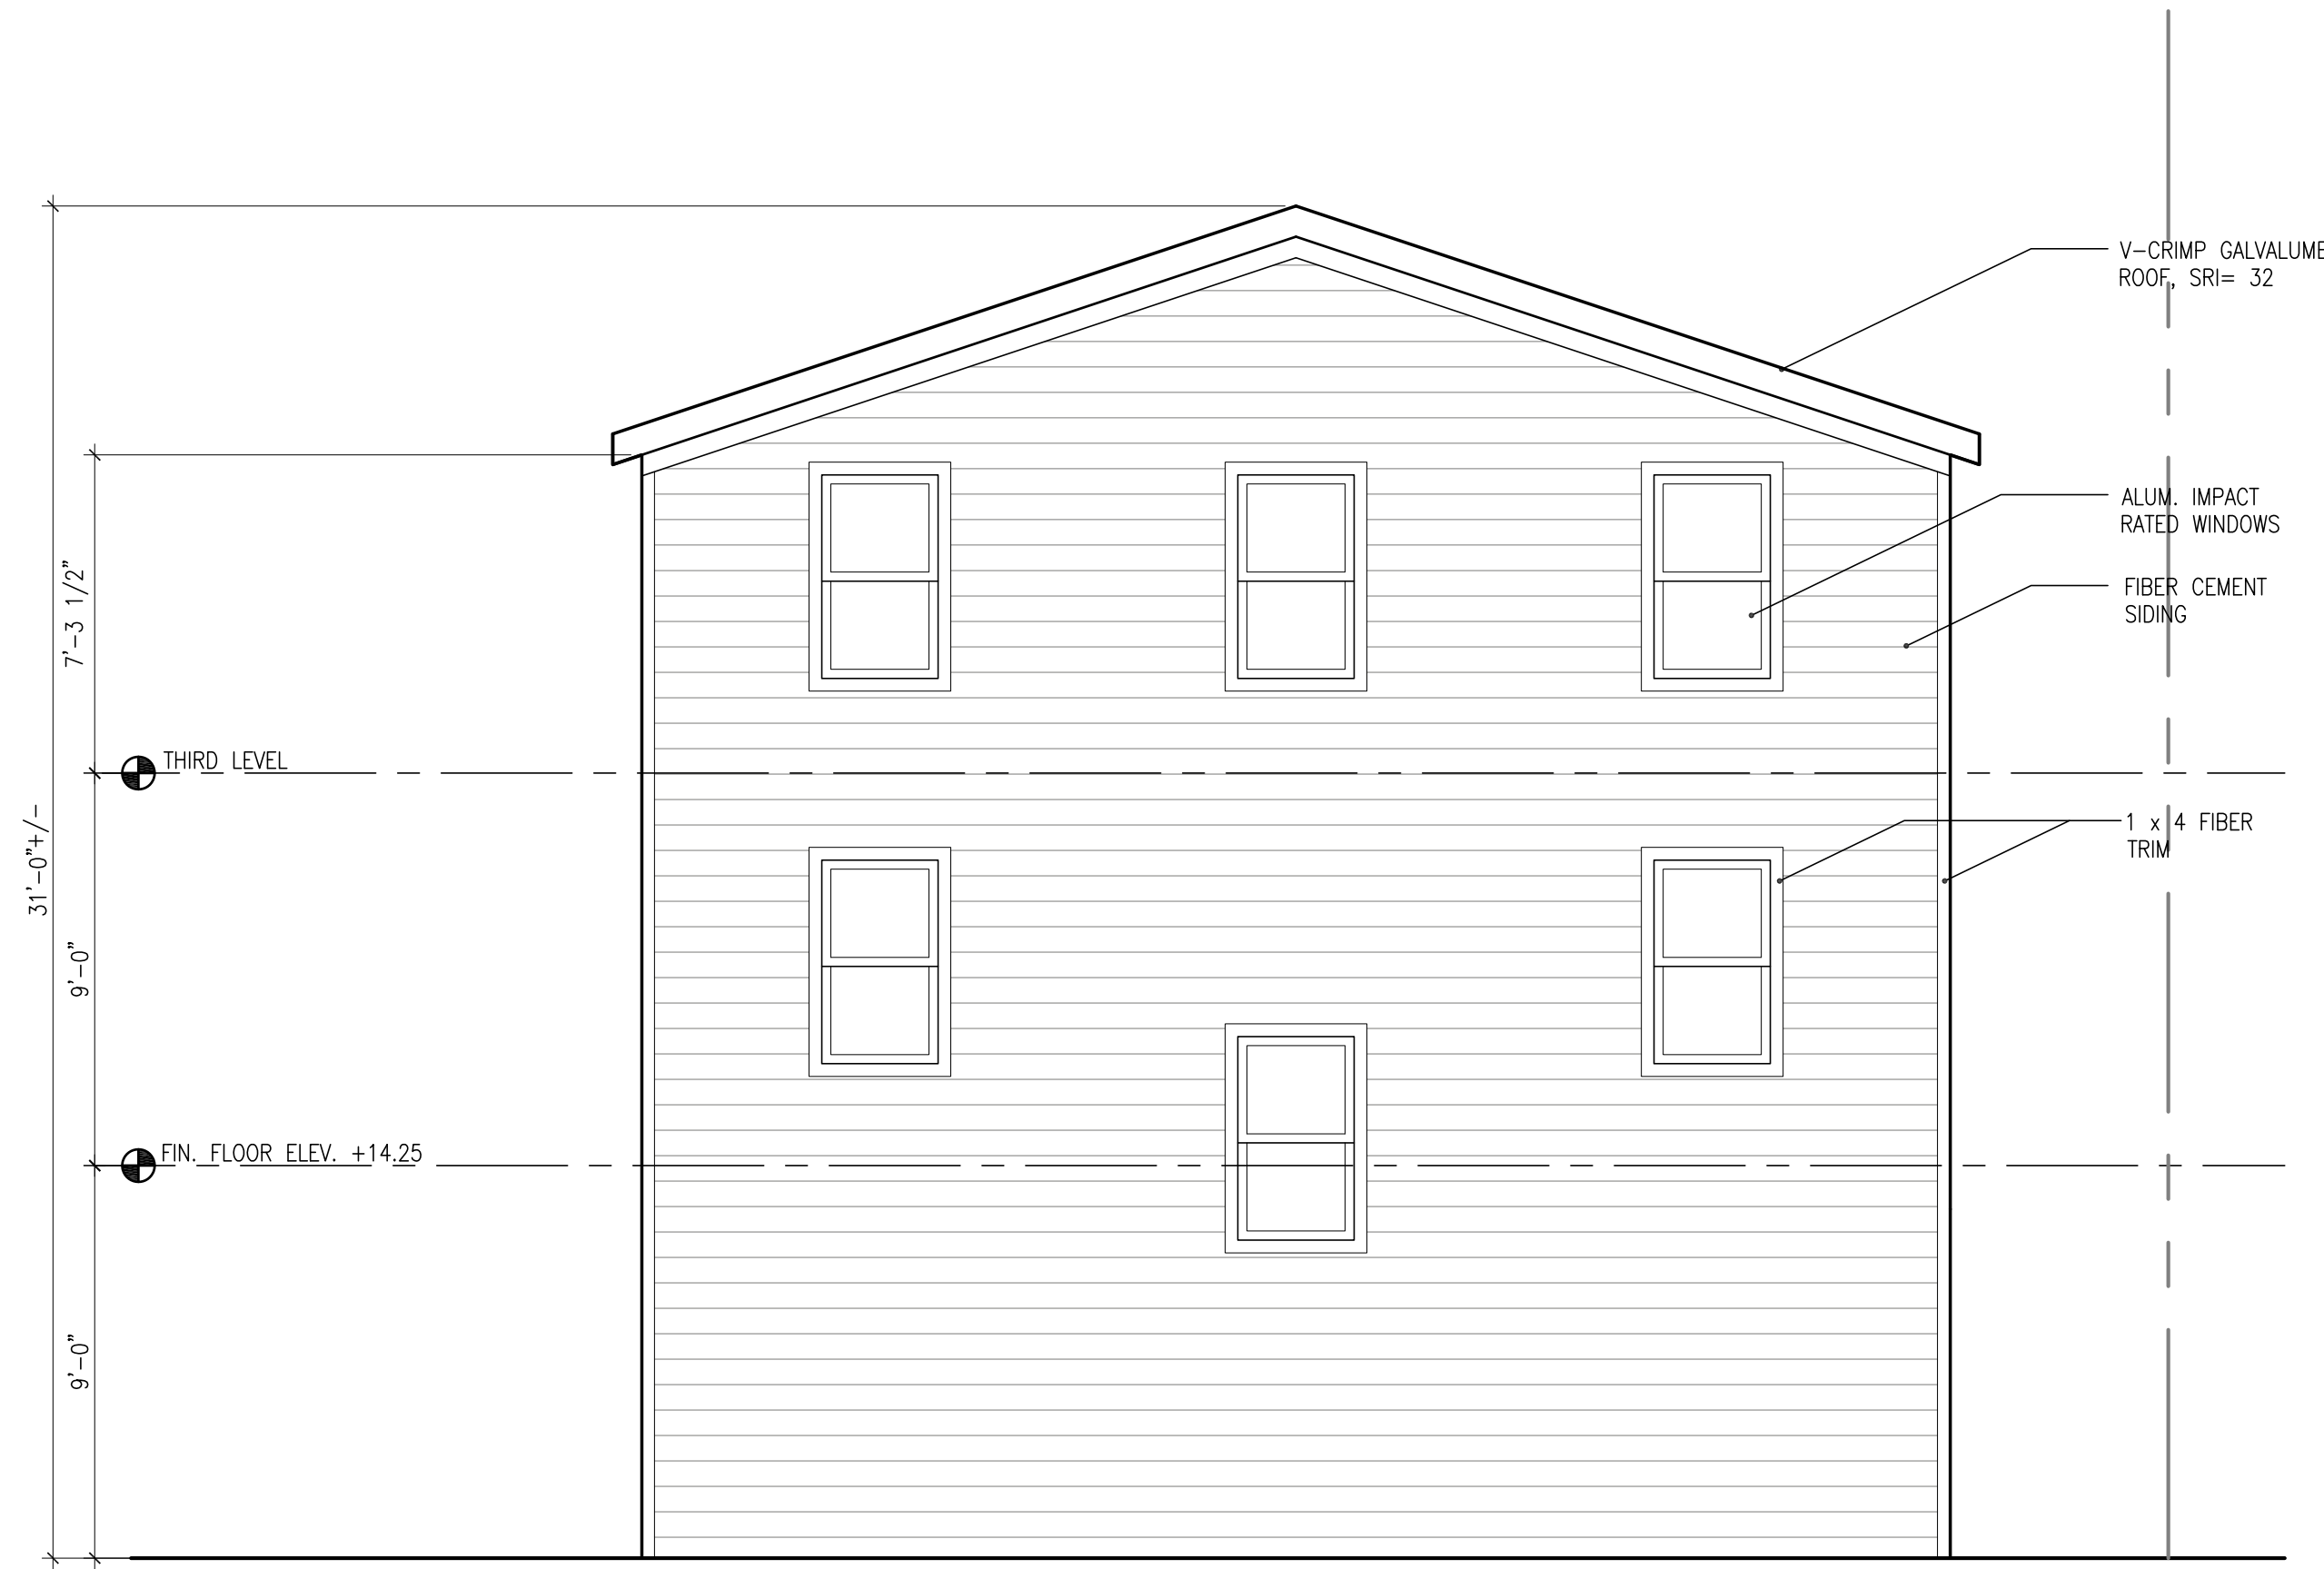 V-CRIMP GALVALUME
ROOF, SRI= 32
ALUM. IMPACT
RATED WINDOWS
FIBER CEMENT
SIDING
7'-3 1/2"
THIRD LEVEL
31'-0"+/-
1 x 4 FIBER
TRIM
9'-0"
FIN. FLOOR ELEV. +14.25
9'-0"